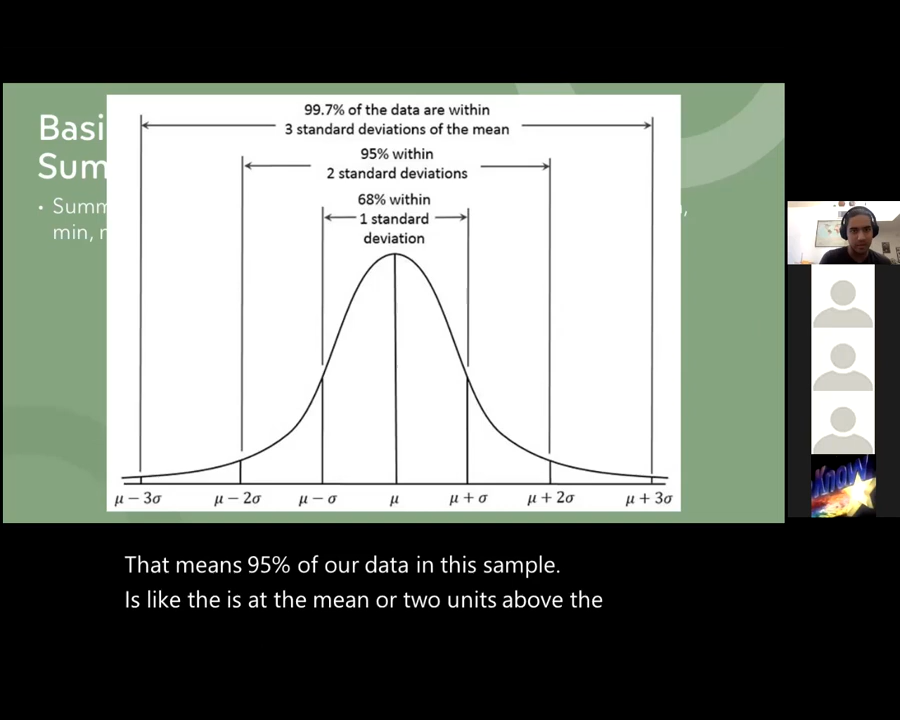 Basi
Sum
• Summ
min, r
99.7% of the data are within
3 standard deviations of the mean
95% within
2 standard deviations
68% within
1 standard
deviation
μ − 3σ
μ − 2σ
μ − σ
μ
μ + σ
μ + 2σ
μ + 3σ
Know
That means 95% of our data in this sample.
Is like the is at the mean or two units above the